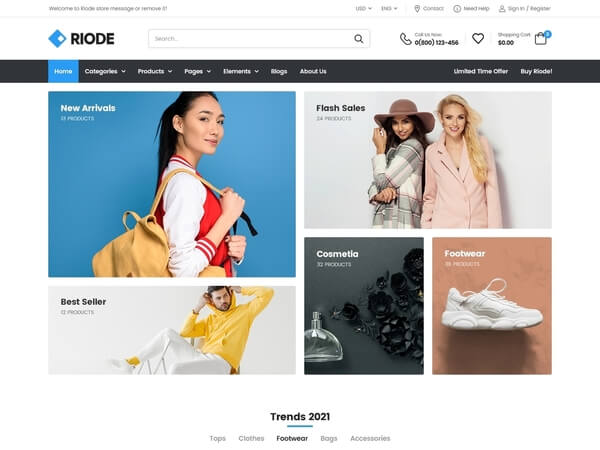 Welcome to Riode store message or remove it!
USD
ENG
Contact
Need Help
Sign In / Register
RIODE
Search...
Call Us Now:
0(800) 123-456
Shopping Cart
$0.00
0
Home
Categories
Products
Pages
Elements
Blogs
About Us
Limited Time Offer
Buy Riode!
New Arrivals
13 PRODUCTS
Flash Sales
24 PRODUCTS
Cosmetia
32 PRODUCTS
Footwear
PRODUCTS
Best Seller
12 PRODUCTS
Trends 2021
Tops
Clothes
Footwear
Bags
Accessories